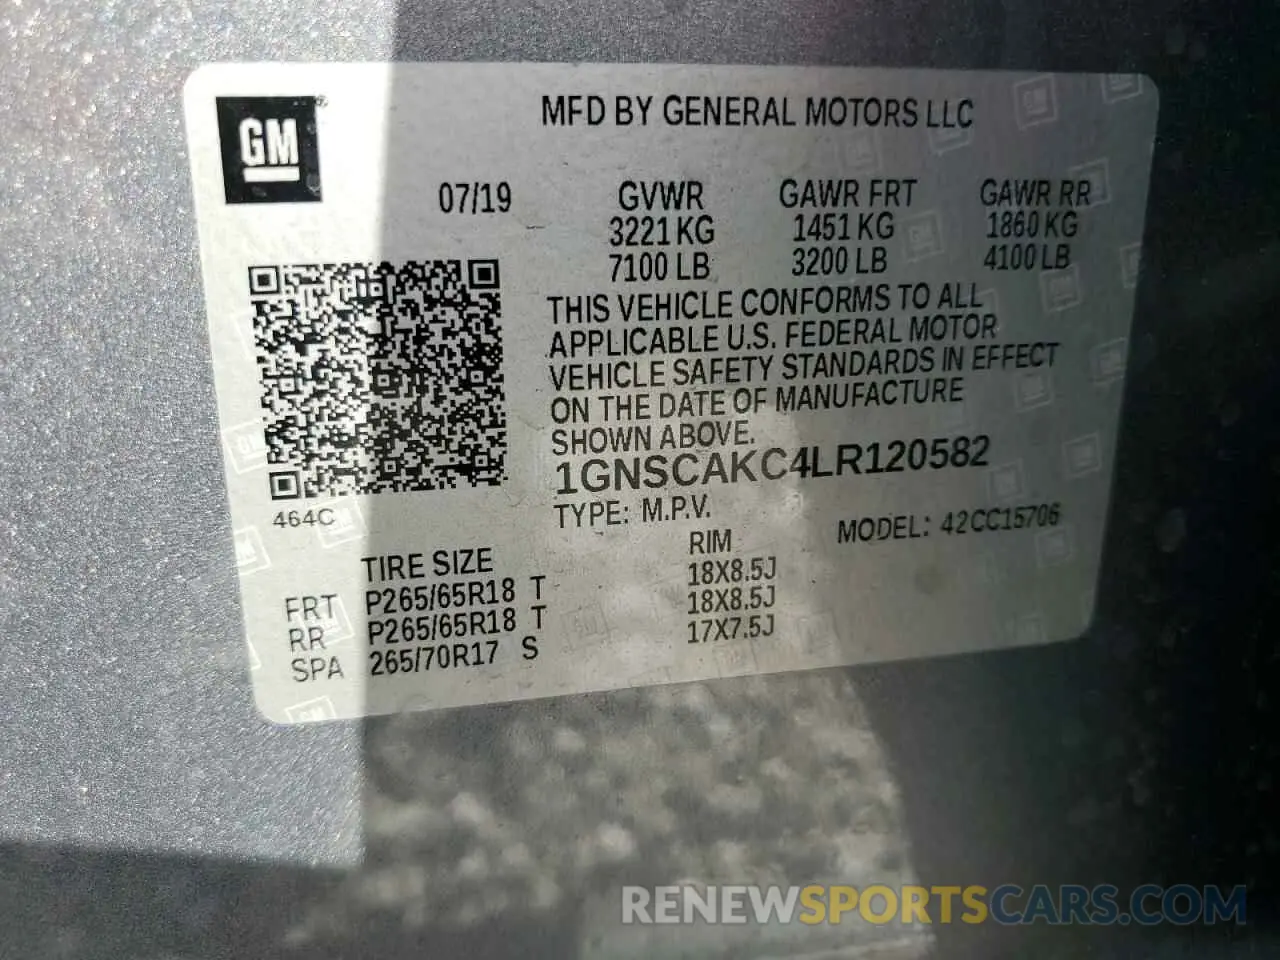 GM
MFD BY GENERAL MOTORS LLC
07/19 GVWR GAWR FRT GAWR RR
3221 KG 1451 KG 1860 KG
7100 LB 3200 LB 4100 LB
THIS VEHICLE CONFORMS TO ALL
APPLICABLE U.S. FEDERAL MOTOR
VEHICLE SAFETY STANDARDS IN EFFECT
ON THE DATE OF MANUFACTURE
SHOWN ABOVE.
1GNSCAKC4LR120582
464C
TYPE: M.P.V. MODEL: 42CC15706
TIRE SIZE RIM
FRT P265/65R18 T 18X8.5J
RR P265/65R18 T 18X8.5J
SPA 265/70R17 S 17X7.5J
RENEWSPORTSCARS.COM